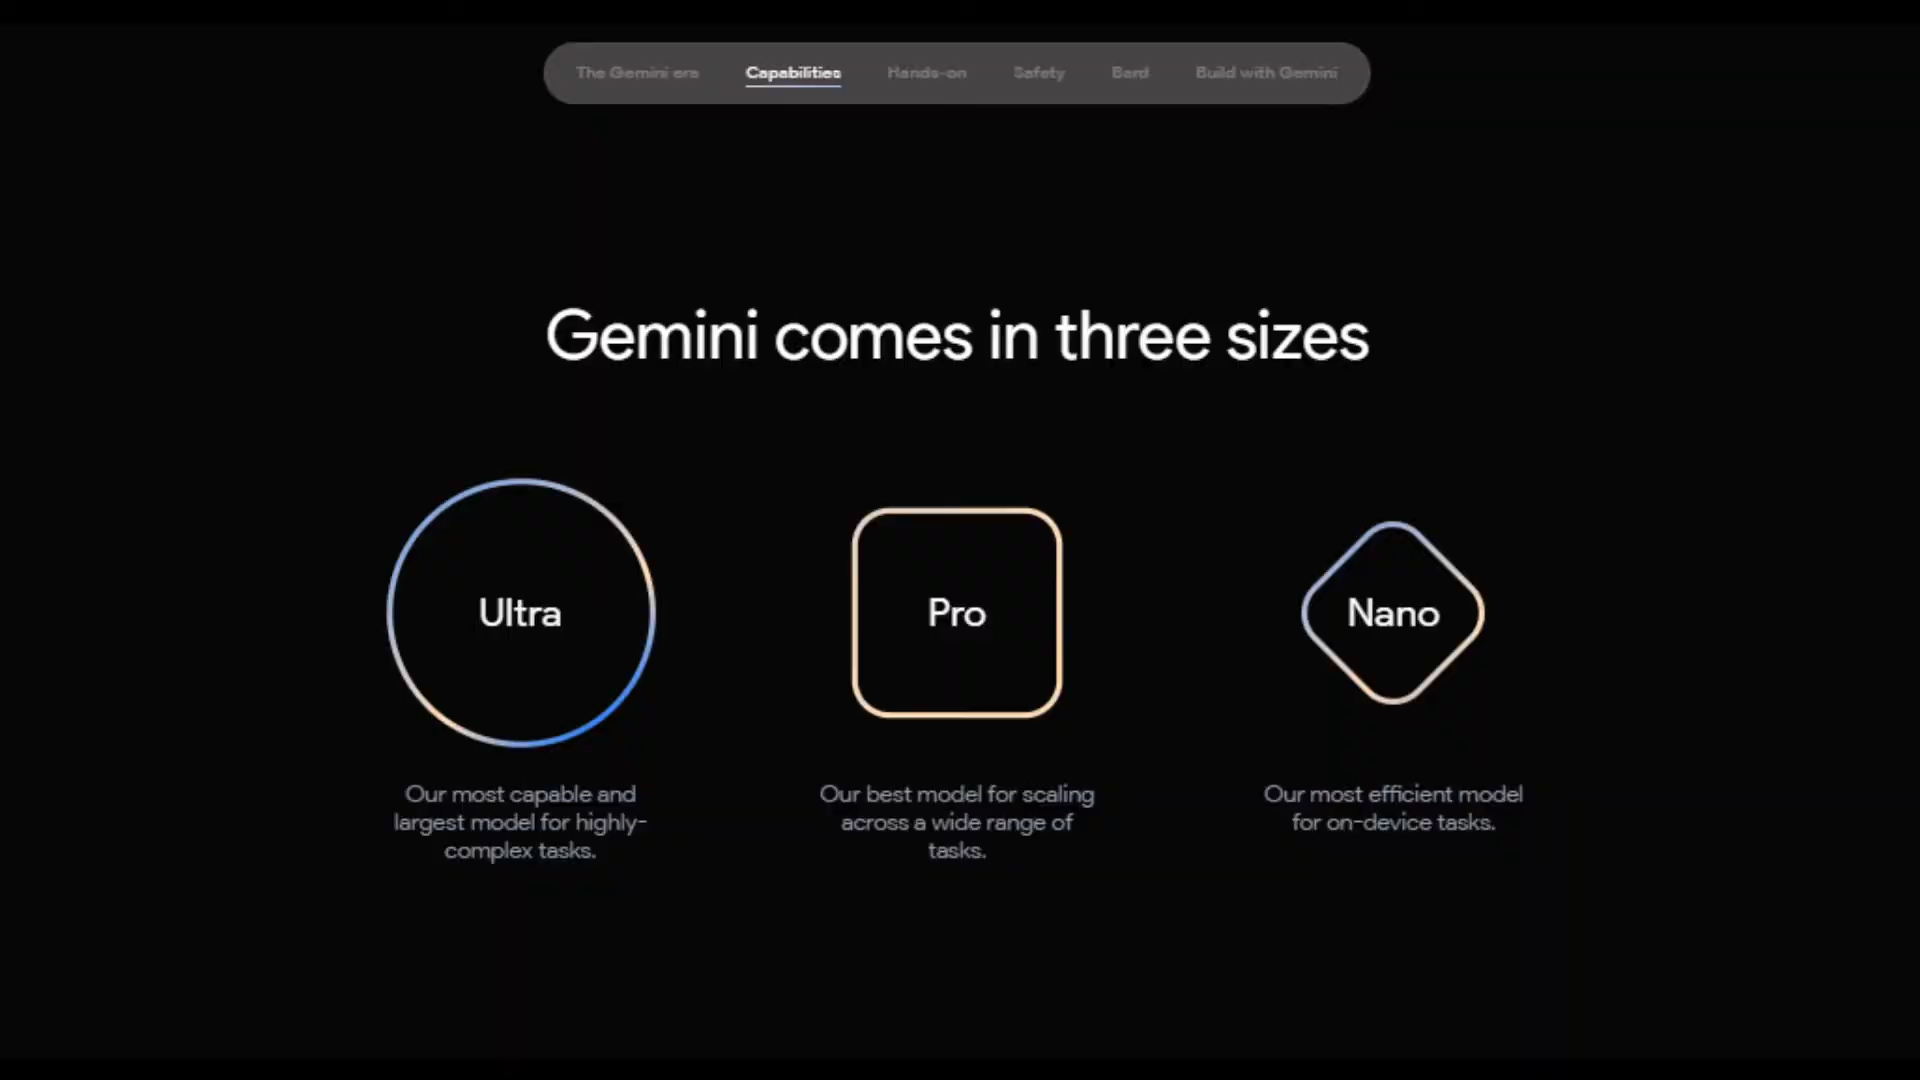 The Gemini era Capabilities Hands-on Safety Bard Build with Gemini
Gemini comes in three sizes
Ultra
Pro
Nano
Our most capable and
largest model for highly-
complex tasks.
Our best model for scaling
across a wide range of
tasks.
Our most efficient model
for on-device tasks.